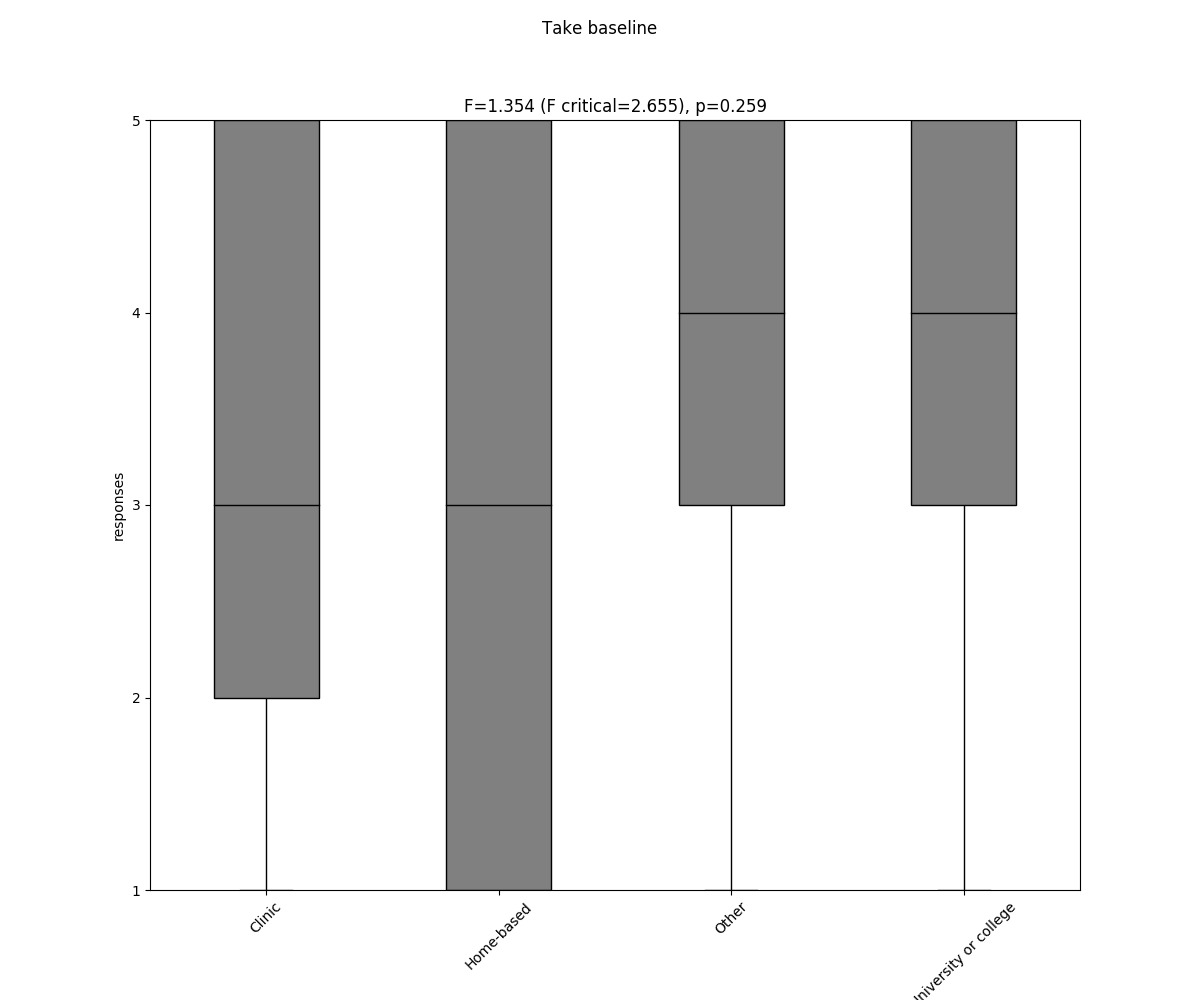 Take baseline
F=1.354 (F critical=2.655), p=0.259
5
4
3
2
1
responses
Clinic
Home-based
Other
or college